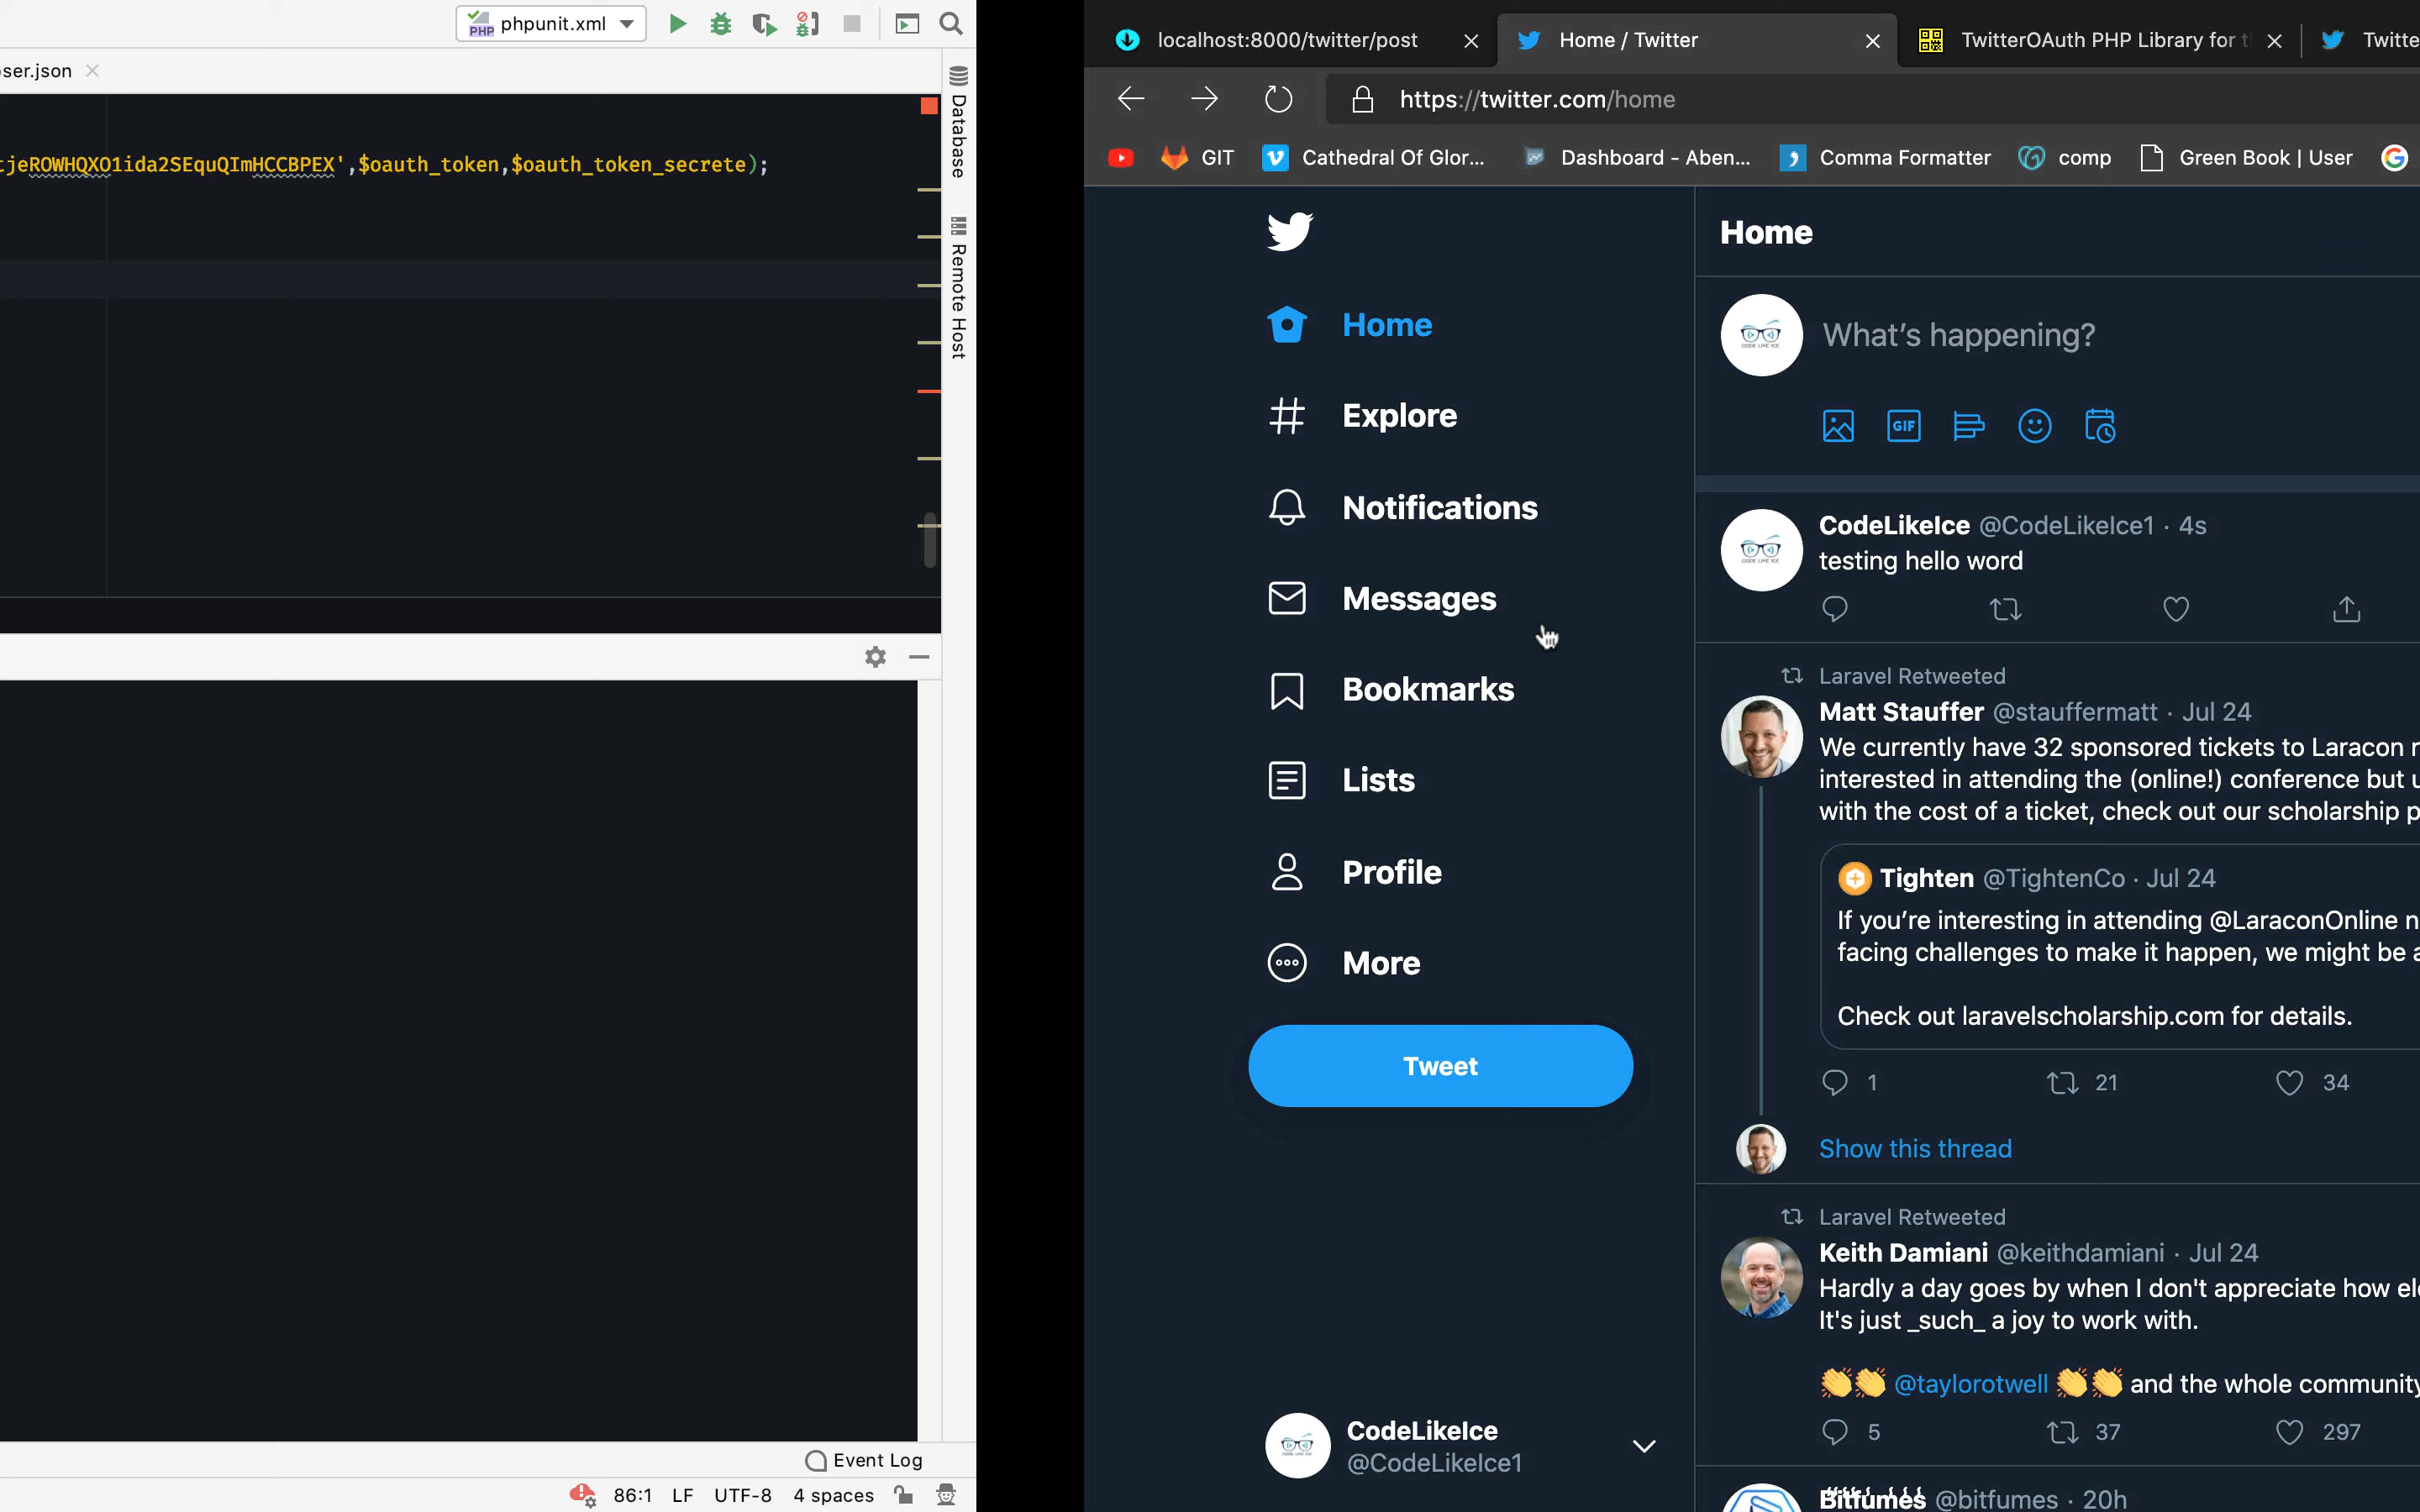 phpunit.xml
ser.json
tjeROWHQXO1ida2SEquQImHCCBPEX',$oauth_token,$oauth_token_secrete);
Database
Remote Host
Event Log
86:1 LF UTF-8 4 spaces
localhost:8000/twitter/post
Home / Twitter
TwitterOAuth PHP Library for t
Twitte
https://twitter.com/home
GIT
Cathedral Of Glor...
Dashboard - Aben...
Comma Formatter
comp
Green Book | User
Home
Explore
Notifications
Messages
Bookmarks
Lists
Profile
More
Tweet
CodeLikeIce
@CodeLikeIce1
Home
What's happening?
GIF
CodeLikeIce @CodeLikeIce1 · 4s
testing hello word
Laravel Retweeted
Matt Stauffer @stauffermatt · Jul 24
We currently have 32 sponsored tickets to Laracon
interested in attending the (online!) conference but
with the cost of a ticket, check out our scholarship
Tighten @TightenCo · Jul 24
If you're interesting in attending @LaraconOnline
facing challenges to make it happen, we might be
Check out laravelscholarship.com for details.
1 21 34
Show this thread
Laravel Retweeted
Keith Damiani @keithdamiani · Jul 24
Hardly a day goes by when I don't appreciate how
It's just _such_ a joy to work with.
👏👏 @taylorotwell 👏👏 and the whole community
5 37 297
Bitfumes @bitfumes · 20h